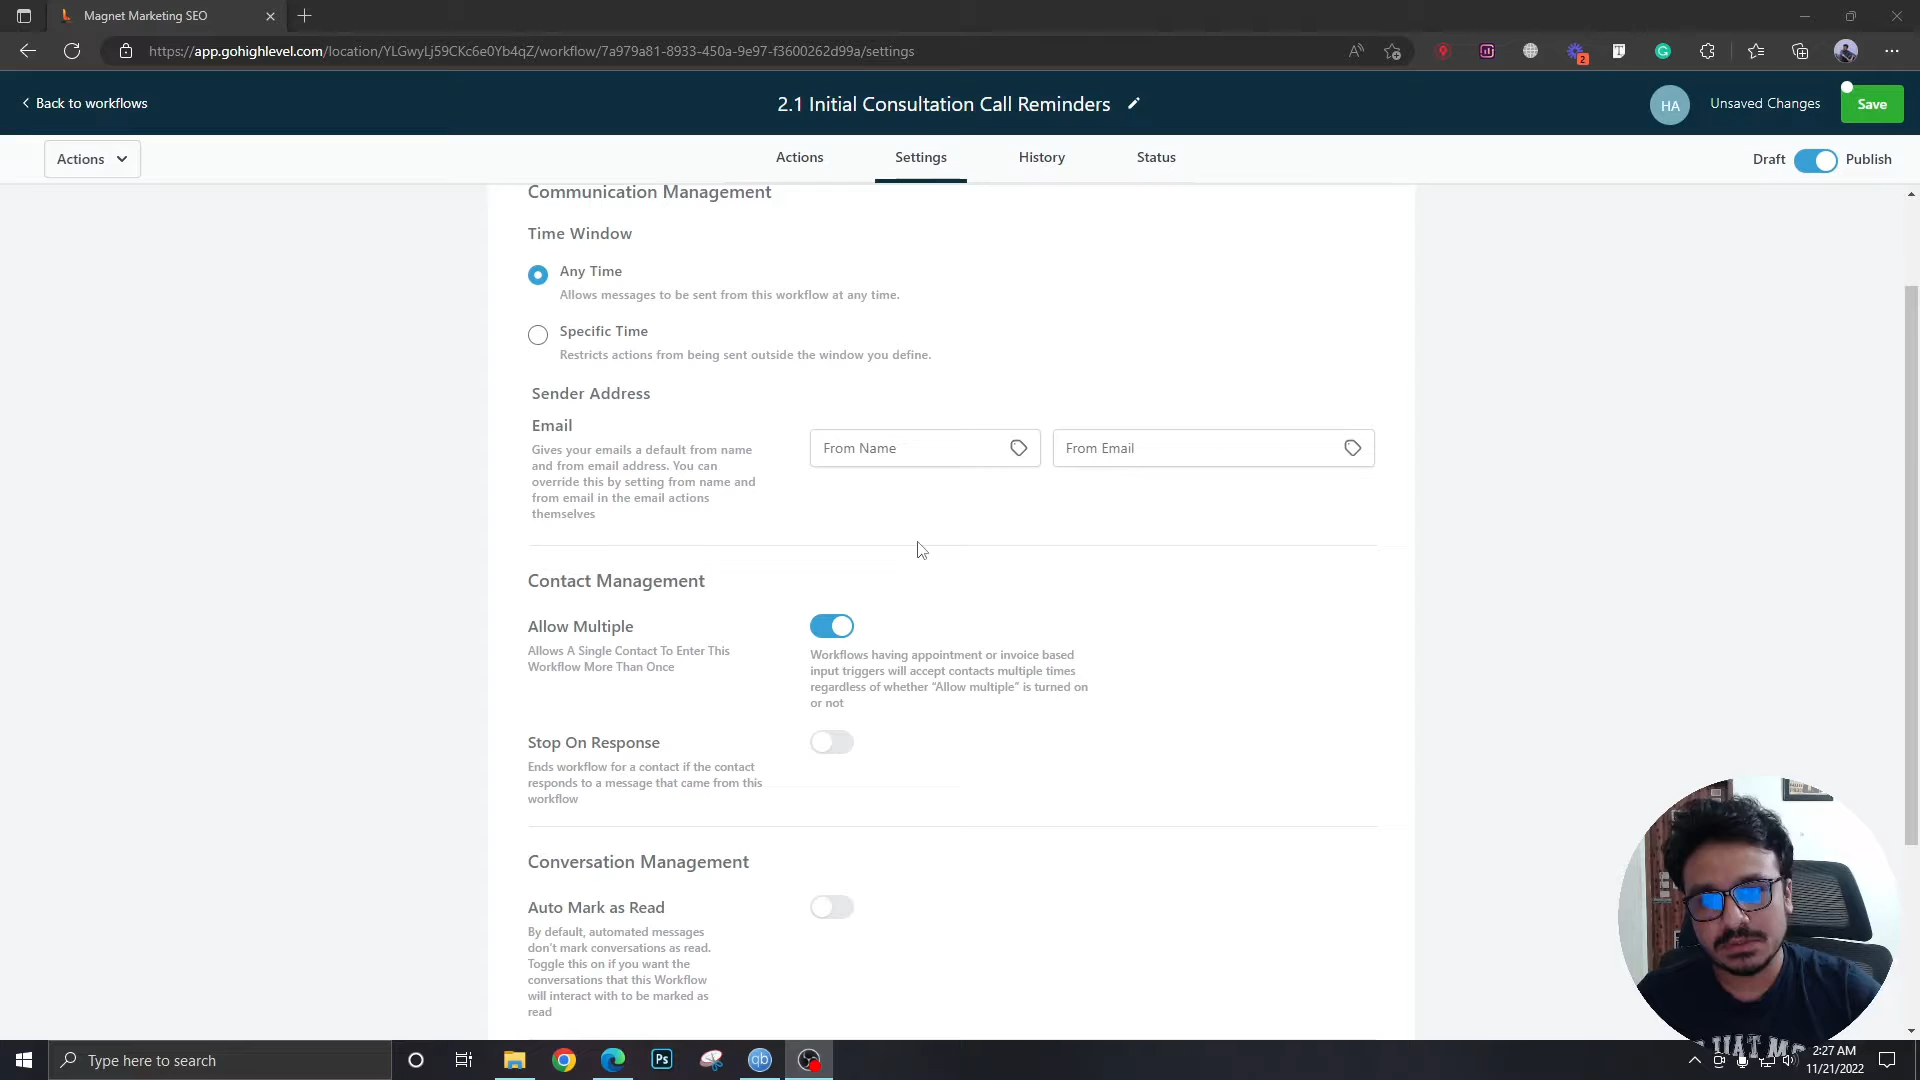 Magnet Marketing SEO
https://app.gohighlevel.com/location/YLGwyLj59CKc6e0Yb4qZ/workflow/7a979a81-8933-450a-9e97-f3600262d99a/settings
2
Back to workflows
2.1 Initial Consultation Call Reminders
HA
Unsaved Changes
Save
Actions
Actions
Settings
History
Status
Draft
Publish
Communication Management
Time Window
Any Time
Allows messages to be sent from this workflow at any time.
Specific Time
Restricts actions from being sent outside the window you define.
Sender Address
Email
Gives your emails a default from name
and from email address. You can
override this by setting from name and
from email in the email actions
themselves
From Name
From Email
Contact Management
Allow Multiple
Allows A Single Contact To Enter This
Workflow More Than Once
Workflows having appointment or invoice based
input triggers will accept contacts multiple times
regardless of whether “Allow multiple” is turned on
or not
Stop On Response
Ends workflow for a contact if the contact
responds to a message that came from this
workflow
Conversation Management
Auto Mark as Read
By default, automated messages
don't mark conversations as read.
Toggle this on if you want the
conversations that this Workflow
will interact with to be marked as
read
Type here to search
Ps
qb
2:27 AM
11/21/2022